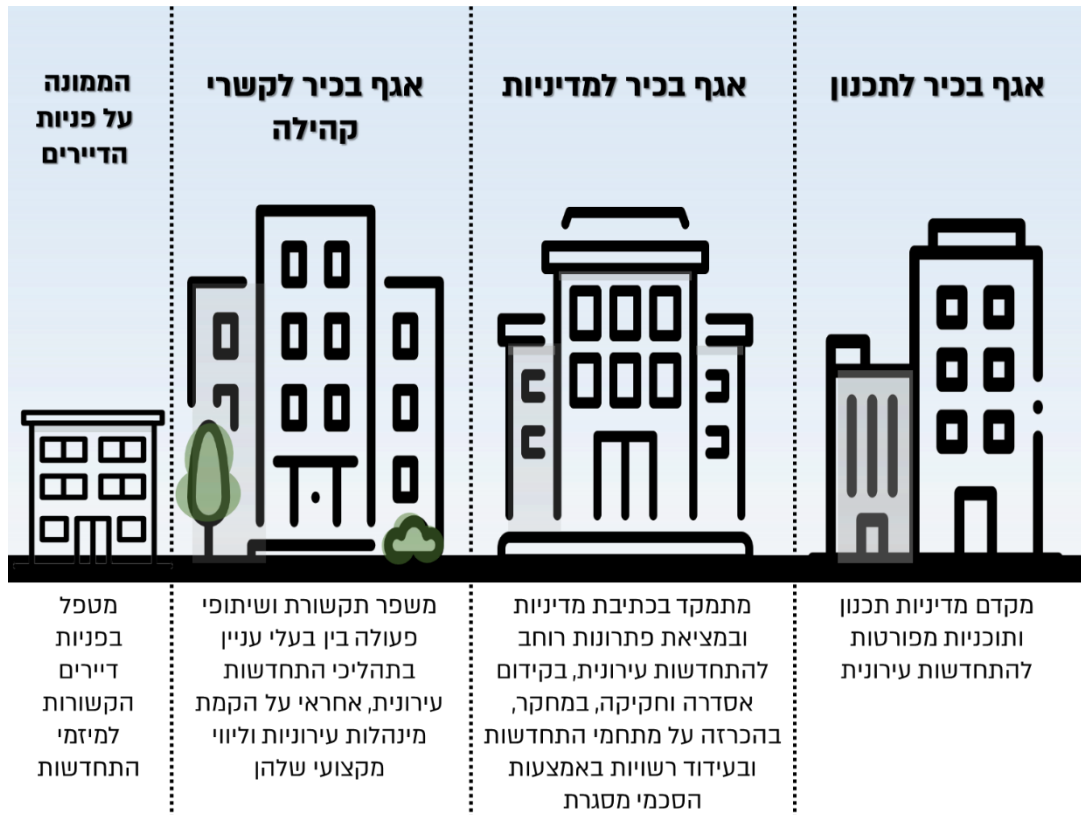 אגף בכיר לתכנון
אגף בכיר למדיניות
אגף בכיר לקשרי
קהילה
הממונה
על פניות
הדיירים
מקדם מדיניות תכנון
ותוכניות מפורטות
להתחדשות עירונית
מתמקד בכתיבת מדיניות
ובמציאת פתרונות רוחב
להתחדשות עירונית, בקידום
אסדרה וחקיקה, במחקר,
בהכרזה על מתחמי התחדשות
ובעידוד רשויות באמצעות
הסכמי מסגרת
משפר תקשורת ושיתופי
פעולה בין בעלי עניין
בתהליכי התחדשות
עירונית, אחראי על הקמת
מינהלות עירוניות וליווי
מקצועי שלהן
מטפל
בפניות
דיירים
הקשורות
למיזמי
התחדשות